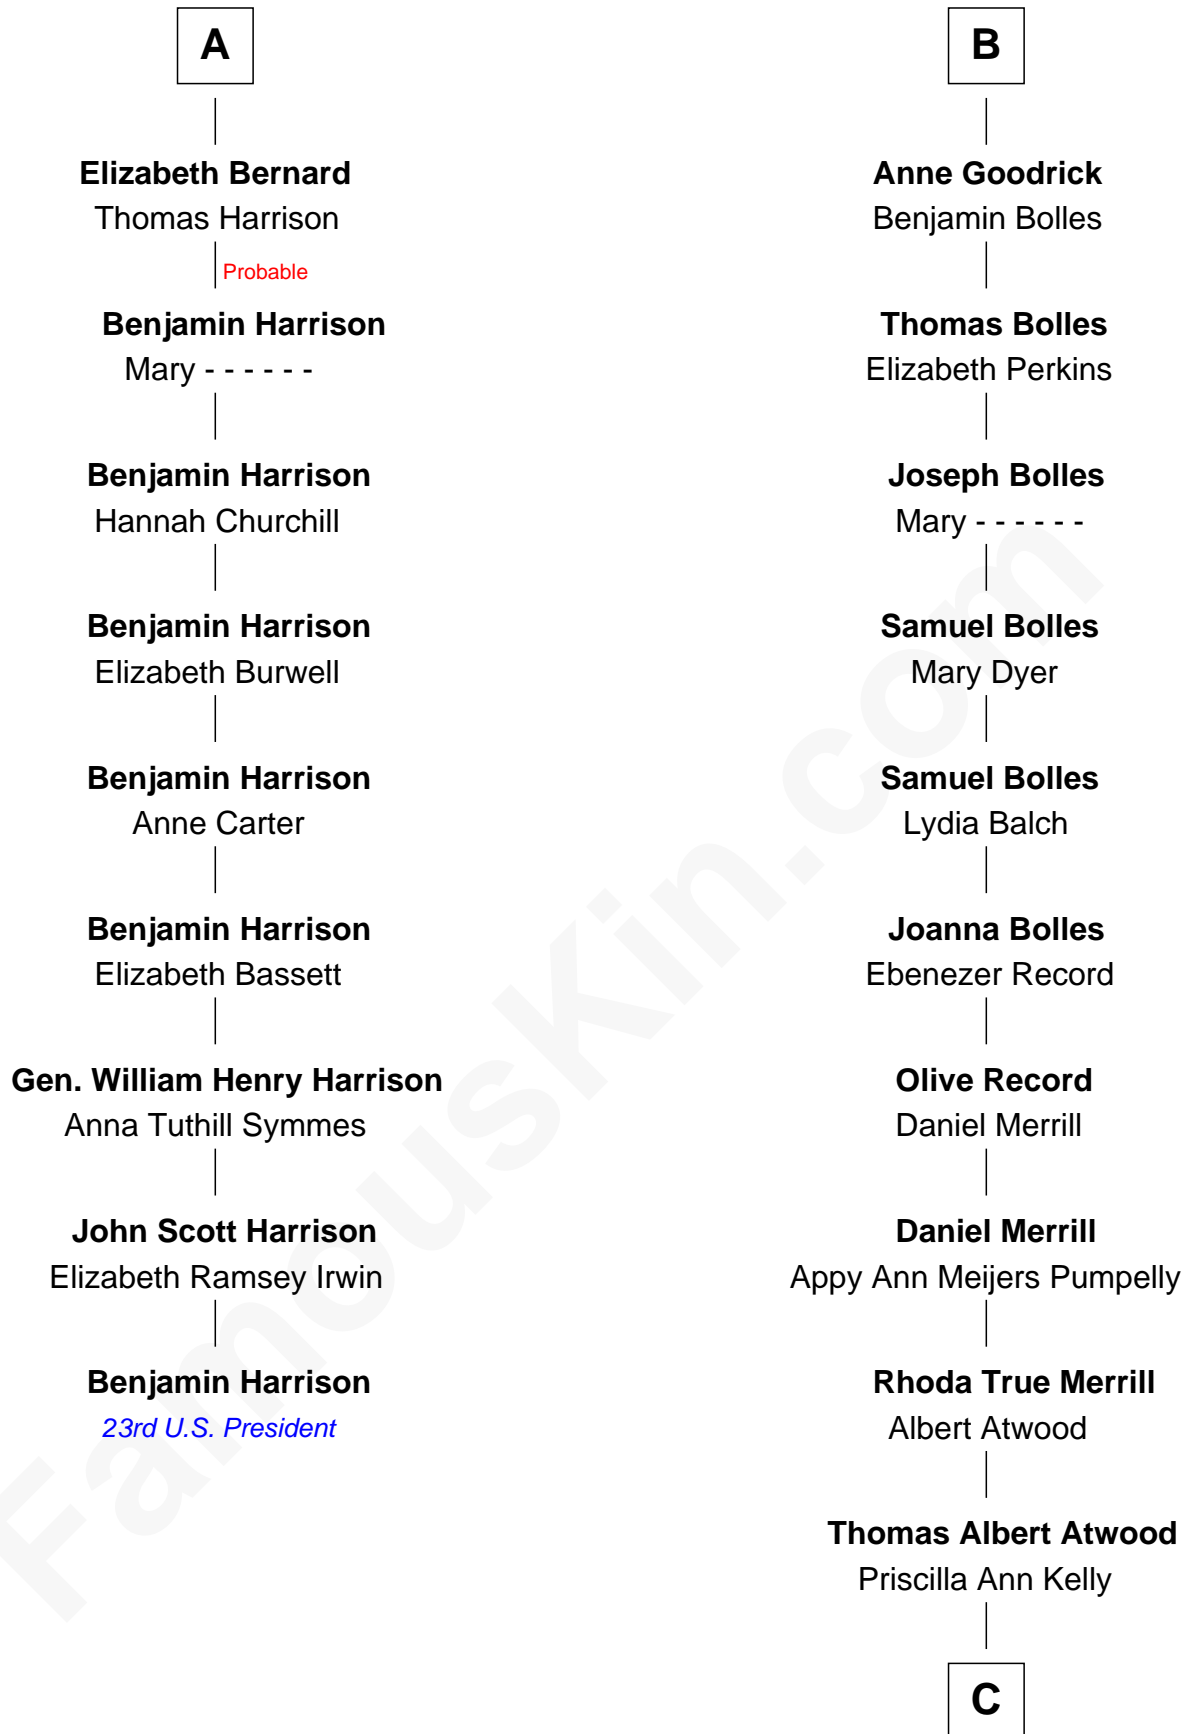 A
Elizabeth Bernard
Thomas Harrison
Probable
Benjamin Harrison
Mary - - - - - -
Benjamin Harrison
Hannah Churchill
Benjamin Harrison
Elizabeth Burwell
Benjamin Harrison
Anne Carter
Benjamin Harrison
Elizabeth Bassett
Gen. William Henry Harrison
Anna Tuthill Symmes
John Scott Harrison
Elizabeth Ramsey Irwin
Benjamin Harrison
23rd U.S. President
B
Anne Goodrick
Benjamin Bolles
Thomas Bolles
Elizabeth Perkins
Joseph Bolles
Mary - - - - - -
Samuel Bolles
Mary Dyer
Samuel Bolles
Lydia Balch
Joanna Bolles
Ebenezer Record
Olive Record
Daniel Merrill
Daniel Merrill
Appy Ann Meijers Pumpelly
Rhoda True Merrill
Albert Atwood
Thomas Albert Atwood
Priscilla Ann Kelly
C
FamousKin.com